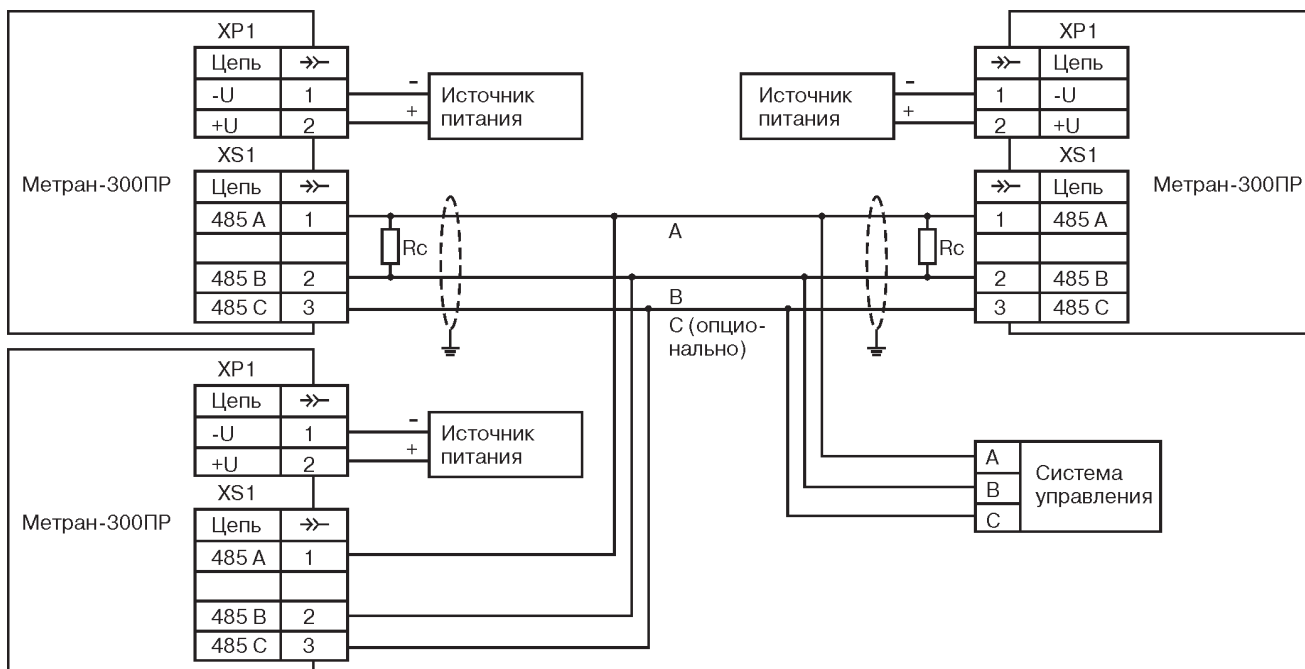 XP1
Цепь
-U 1
+U 2
-
+
Источник
питания
XS1
Цепь
485 A 1
485 B 2
485 C 3
Метран-300ПР
Rc
A
B
C (опцио-
нально)
Rc
XP1
Цепь
1 -U
2 +U
-
+
Источник
питания
XS1
Цепь
1 485 A
2 485 B
3 485 C
Метран-300ПР
XP1
Цепь
-U 1
+U 2
-
+
Источник
питания
XS1
Цепь
485 A 1
485 B 2
485 C 3
Метран-300ПР
A
B
C
Система
управления